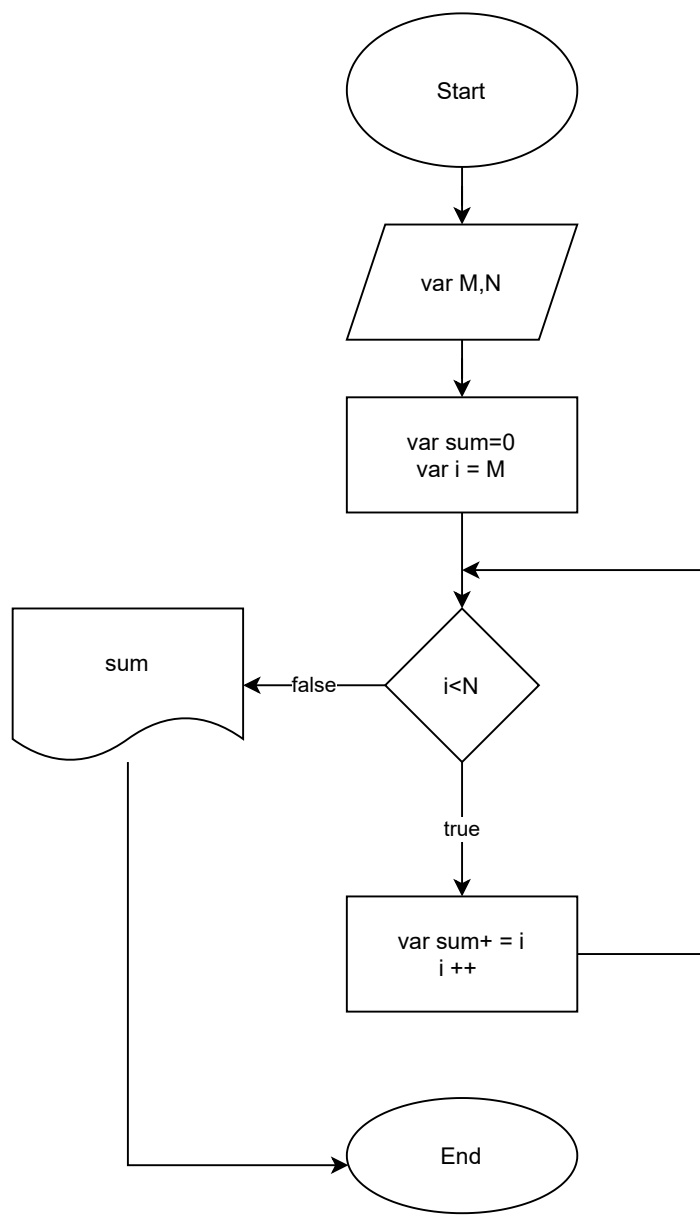 Start
var M,N
var sum=0
var i = M
i<N
false
sum
true
var sum+ = i
i ++
End